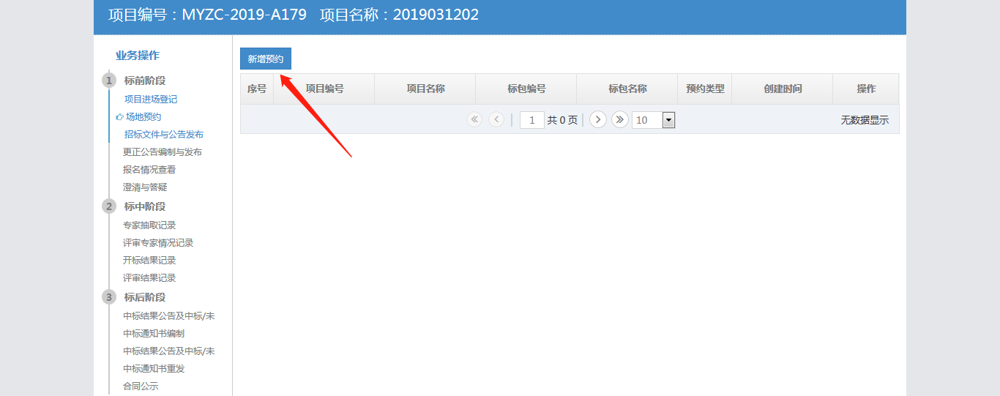 项目编号：MYZC-2019-A179 项目名称：2019031202
业务操作
1 标前阶段
项目进场登记
场地预约
招标文件与公告发布
更正公告编制与发布
报名情况查看
澄清与答疑
2 标中阶段
专家抽取记录
评审专家情况记录
开标结果记录
评审结果记录
3 标后阶段
中标结果公告及中标/未
中标通知书编制
中标结果公告及中标/未
中标通知书重发
合同公示
新增预约
序号 项目编号 项目名称 标包编号 标包名称 预约类型 创建时间 操作
1 共 0 页 10 无数据显示